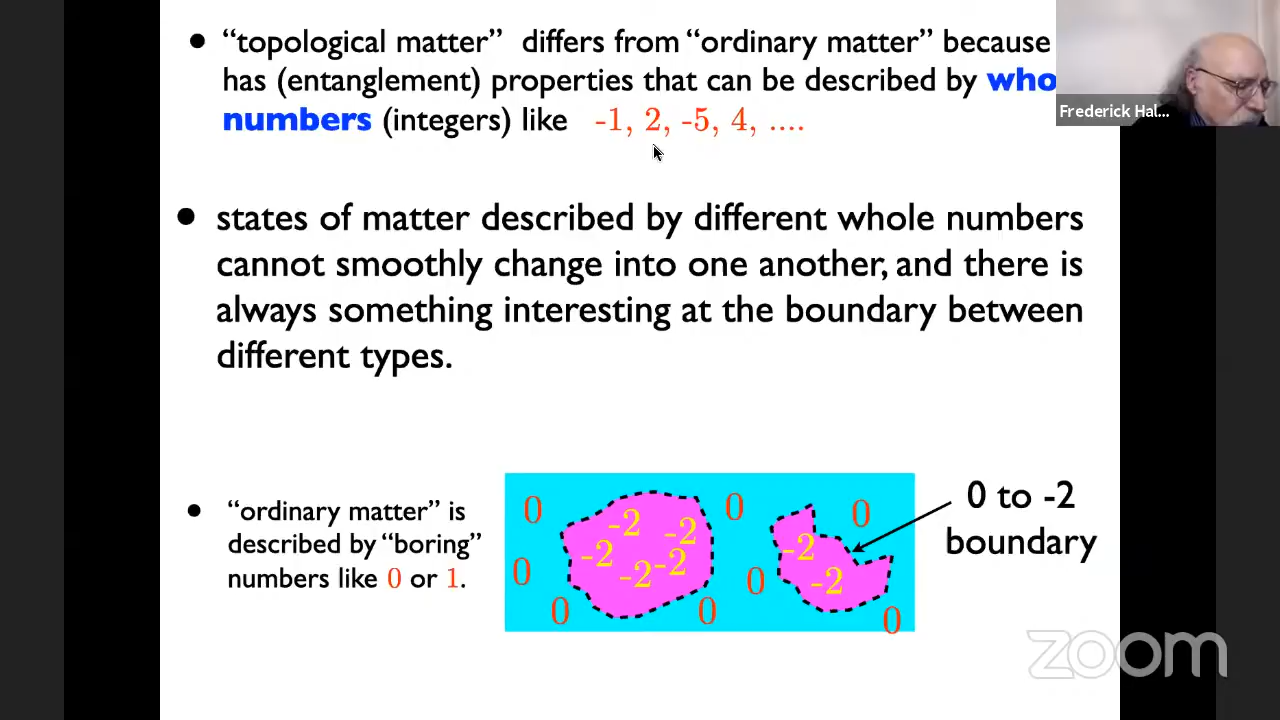 • “topological matter” differs from “ordinary matter” because
has (entanglement) properties that can be described by
numbers (integers) like -1, 2, -5, 4, ....
Frederick Hal...
• states of matter described by different whole numbers
cannot smoothly change into one another, and there is
always something interesting at the boundary between
different types.
• “ordinary matter” is
described by “boring”
numbers like 0 or 1.
0 0 0
-2 -2
-2 -2 -2
-2
0 0
-2
0 0 0
0 to -2
boundary
zoom